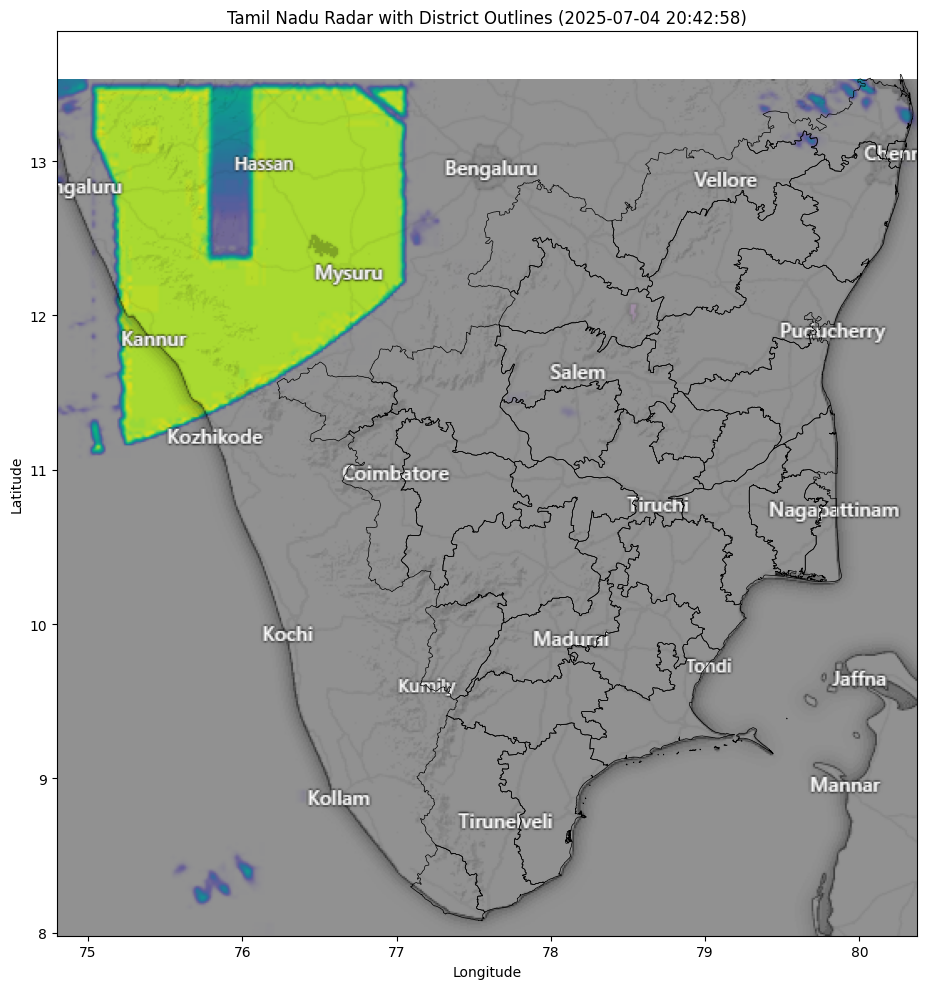 Tamil Nadu Radar with District Outlines (2025-07-04 20:42:58)
13
12
11
10
9
8
Latitude
Hassan
Bengaluru
Chenn
ngaluru
Vellore
Mysuru
Kannur
Puducherry
Salem
Kozhikode
Coimbatore
Tiruchi
Nagapattinam
Kochi
Madurai
Tondi
Kumily
Jaffna
Mannar
Kollam
Tirunelveli
75 76 77 78 79 80
Longitude